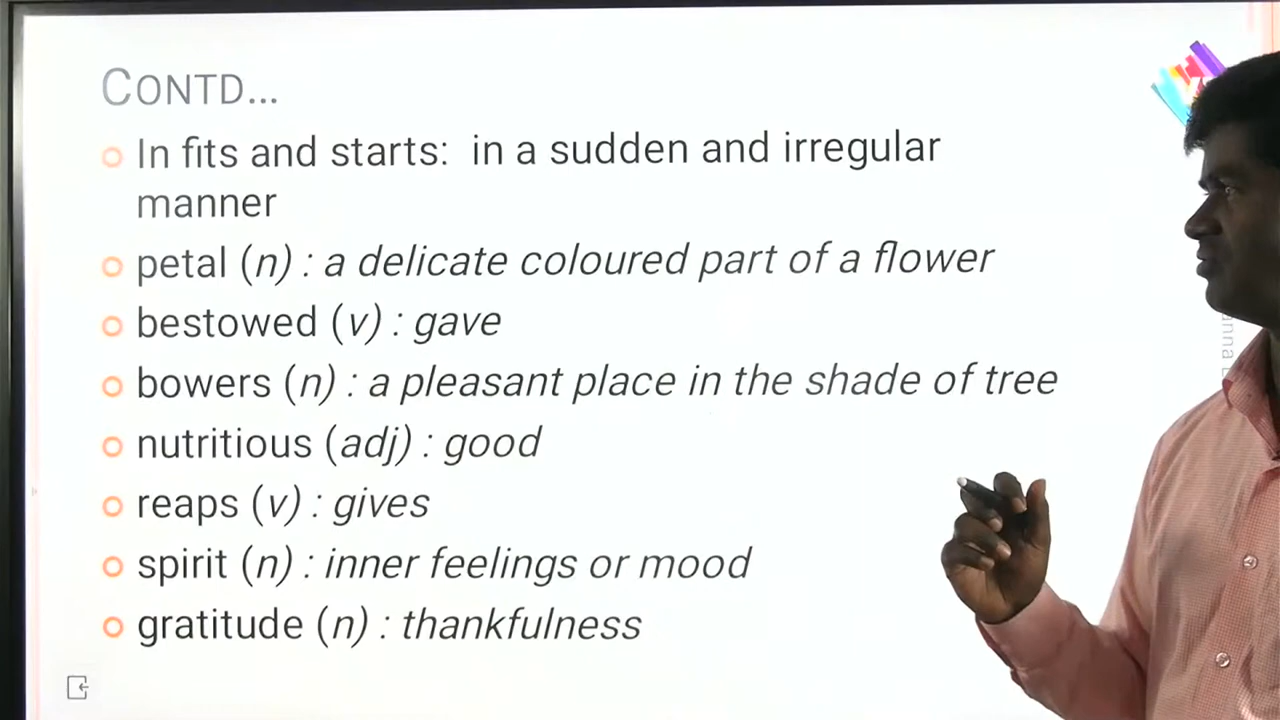 CONTD...
In fits and starts: in a sudden and irregular
manner
petal (n) : a delicate coloured part of a flower
bestowed (v) : gave
bowers (n) : a pleasant place in the shade of tree
nutritious (adj) : good
reaps (v) : gives
spirit (n) : inner feelings or mood
gratitude (n) : thankfulness